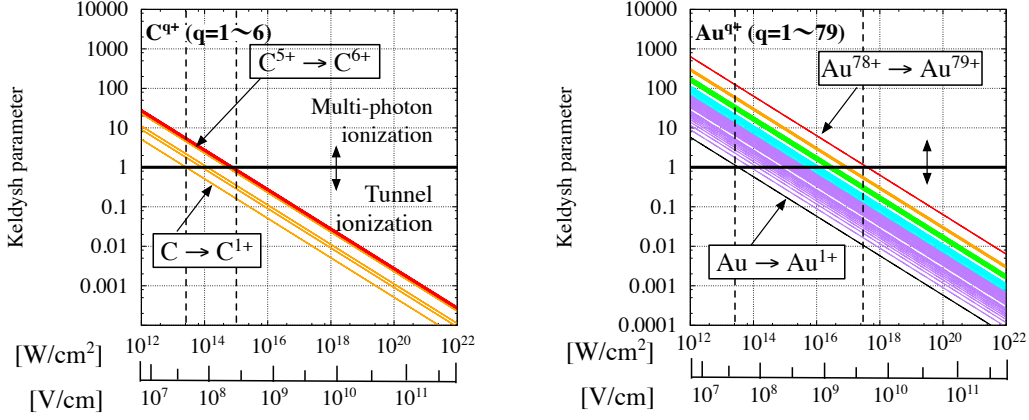 10000
C^{q+} (q=1～6)
1000
C^{5+} → C^{6+}
100
Multi-photon
ionization
10
1
Tunnel
ionization
0.1
0.01
C → C^{1+}
0.001
Keldysh parameter
10^{12} 10^{14} 10^{16} 10^{18} 10^{20} 10^{22}
[W/cm^2]
10^7 10^8 10^9 10^{10} 10^{11}
[V/cm]
10000
Au^{q+} (q=1～79)
1000
Au^{78+} → Au^{79+}
100
10
1
0.1
0.01
Au → Au^{1+}
0.001
0.0001
Keldysh parameter
10^{12} 10^{14} 10^{16} 10^{18} 10^{20} 10^{22}
[W/cm^2]
10^7 10^8 10^9 10^{10} 10^{11}
[V/cm]